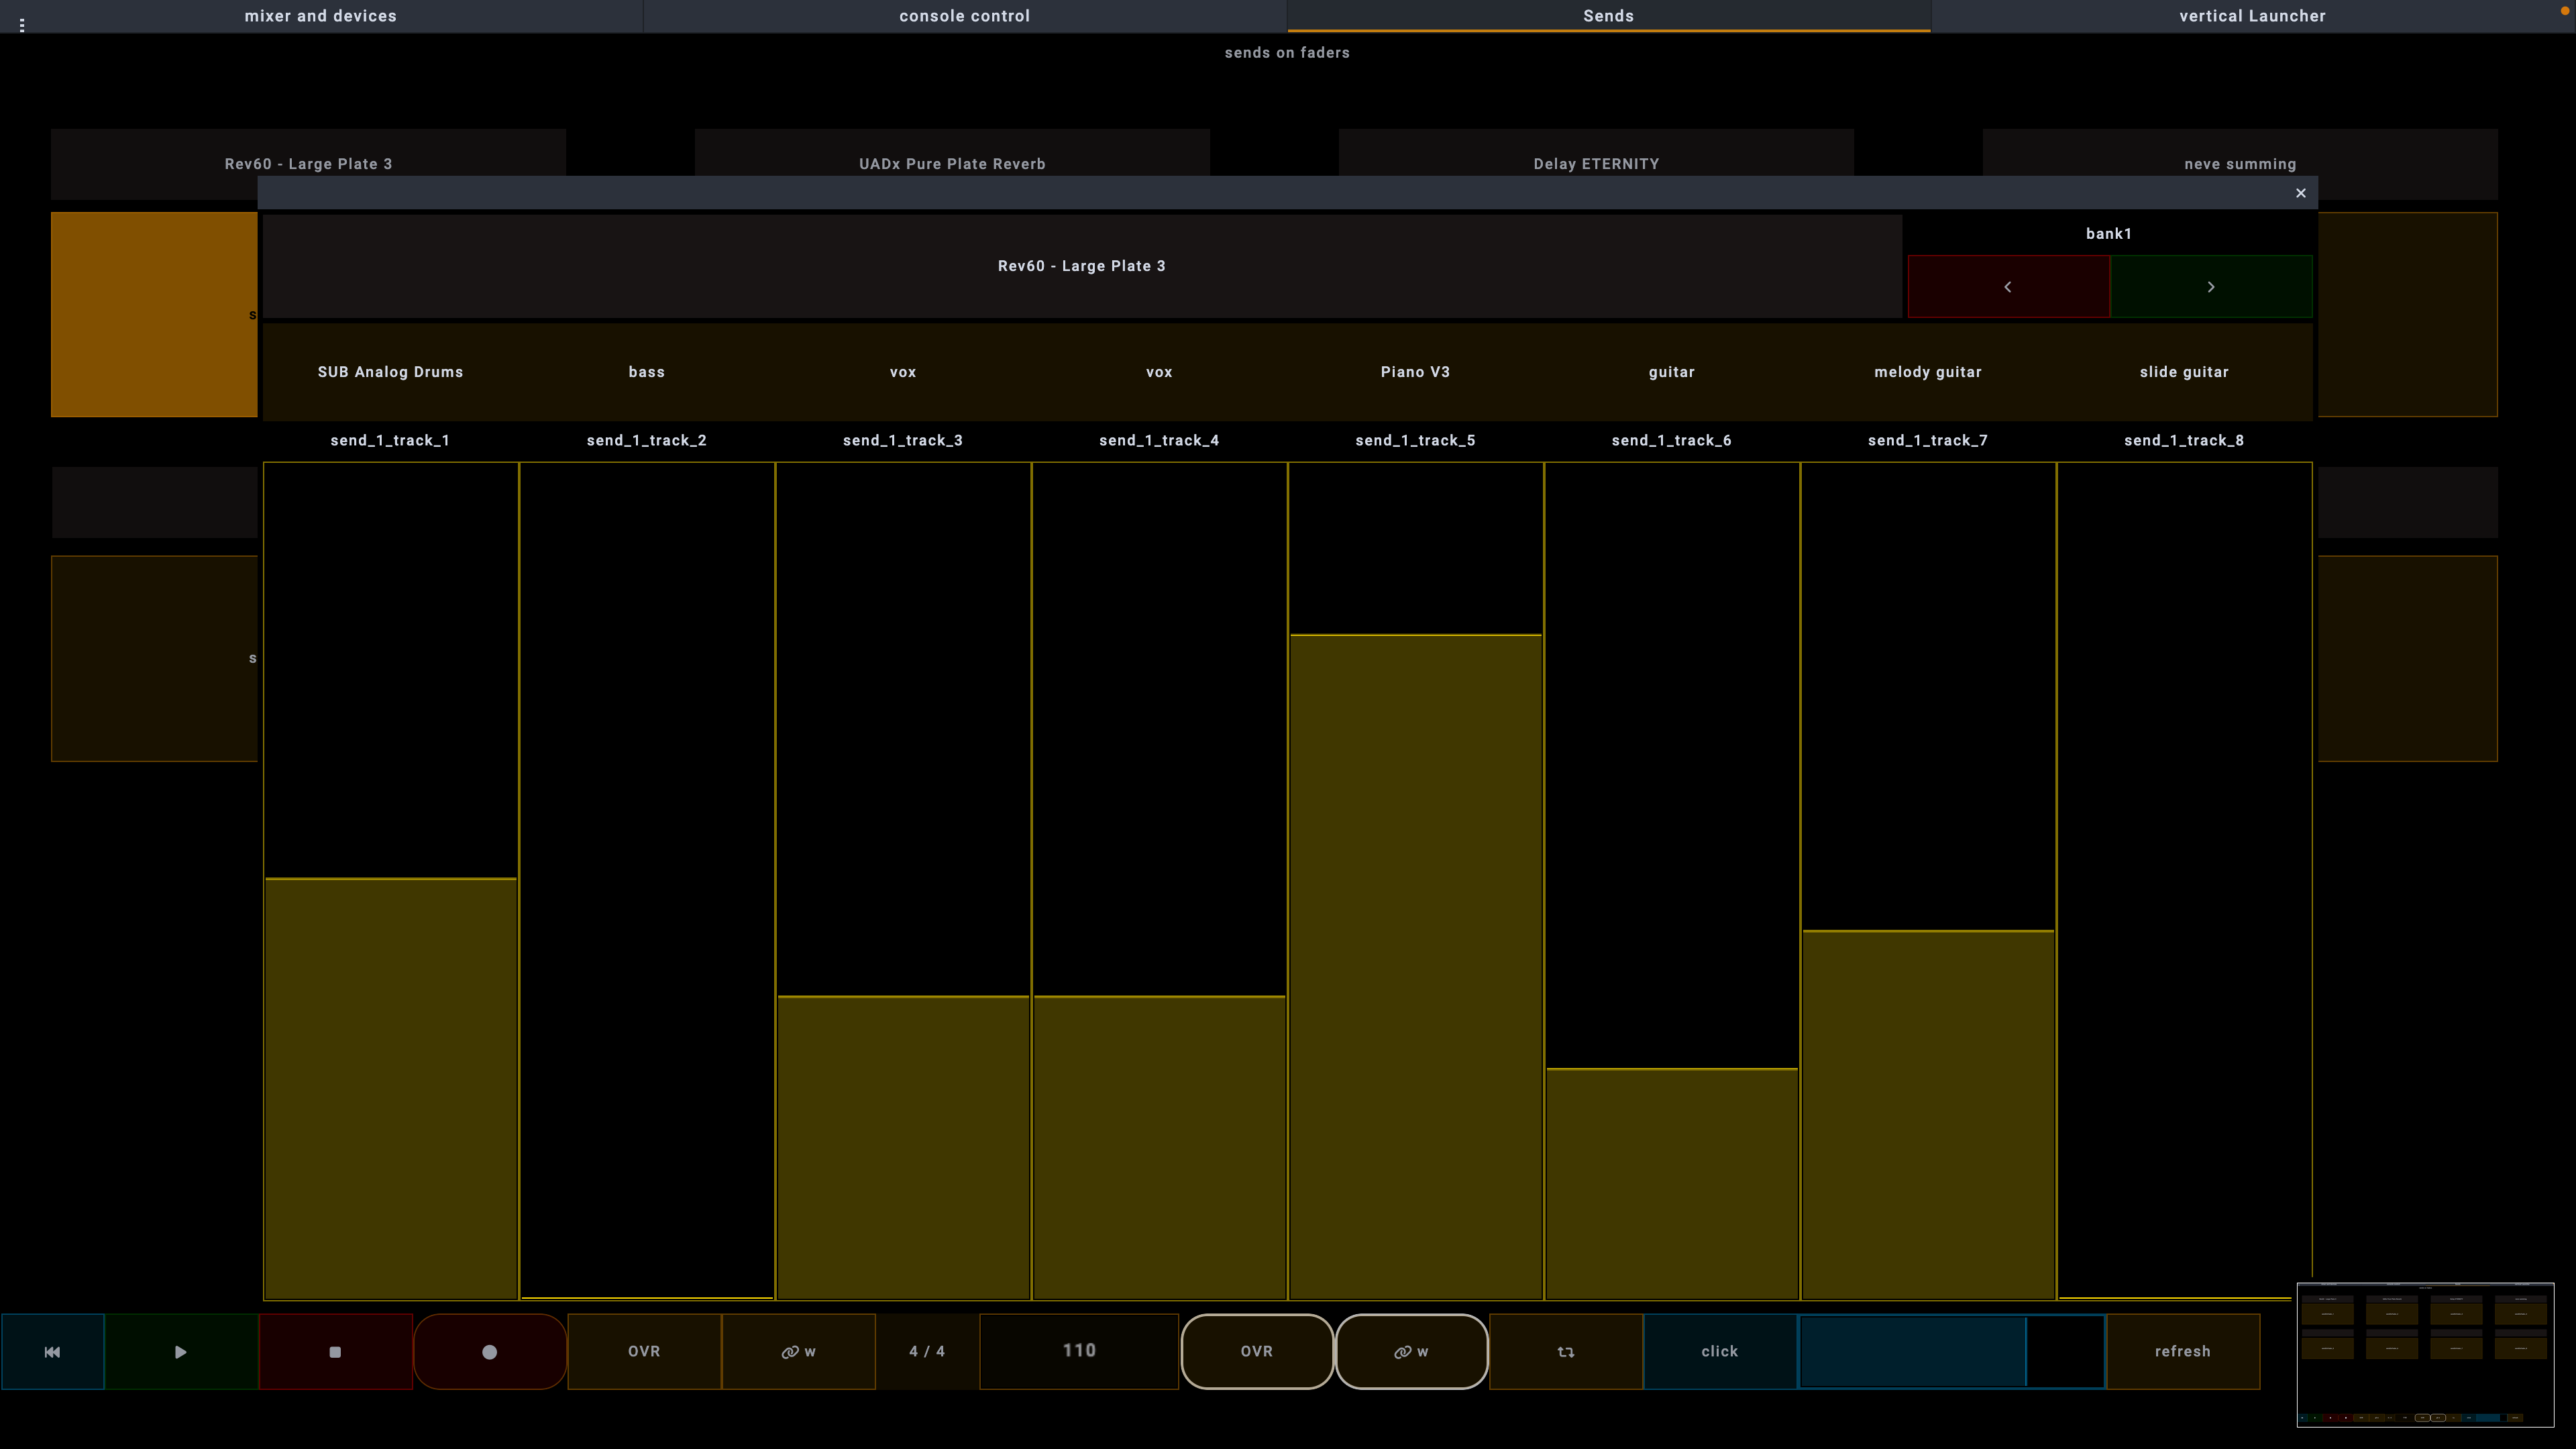 mixer and devices
console control
Sends
vertical Launcher
sends on faders
Rev60 - Large Plate 3
UADx Pure Plate Reverb
Delay ETERNITY
neve summing
Rev60 - Large Plate 3
bank1
s
SUB Analog Drums
bass
vox
vox
Piano V3
guitar
melody guitar
slide guitar
send_1_track_1
send_1_track_2
send_1_track_3
send_1_track_4
send_1_track_5
send_1_track_6
send_1_track_7
send_1_track_8
s
OVR
w
4 / 4
110
OVR
w
click
refresh